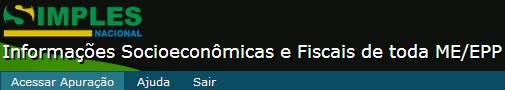 SIMPLES
NACIONAL
Informações Socioeconômicas e Fiscais de toda ME/EPP
Acessar Apuração Ajuda Sair